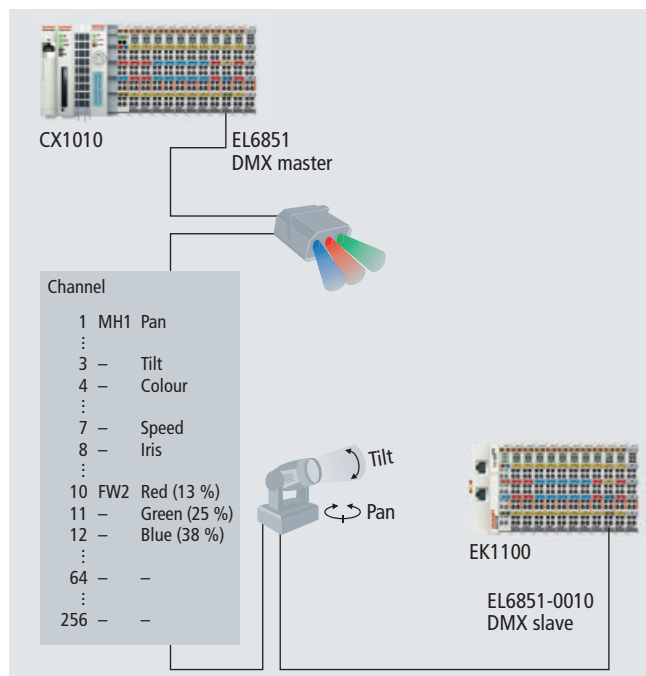 CX1010
EL6851
DMX master
Channel
1 MH1 Pan
⋮
3 – Tilt
4 – Colour
⋮
7 – Speed
8 – Iris
⋮
10 FW2 Red (13 %)
11 – Green (25 %)
12 – Blue (38 %)
⋮
64 – –
⋮
256 – –
Tilt
Pan
EK1100
EL6851-0010
DMX slave